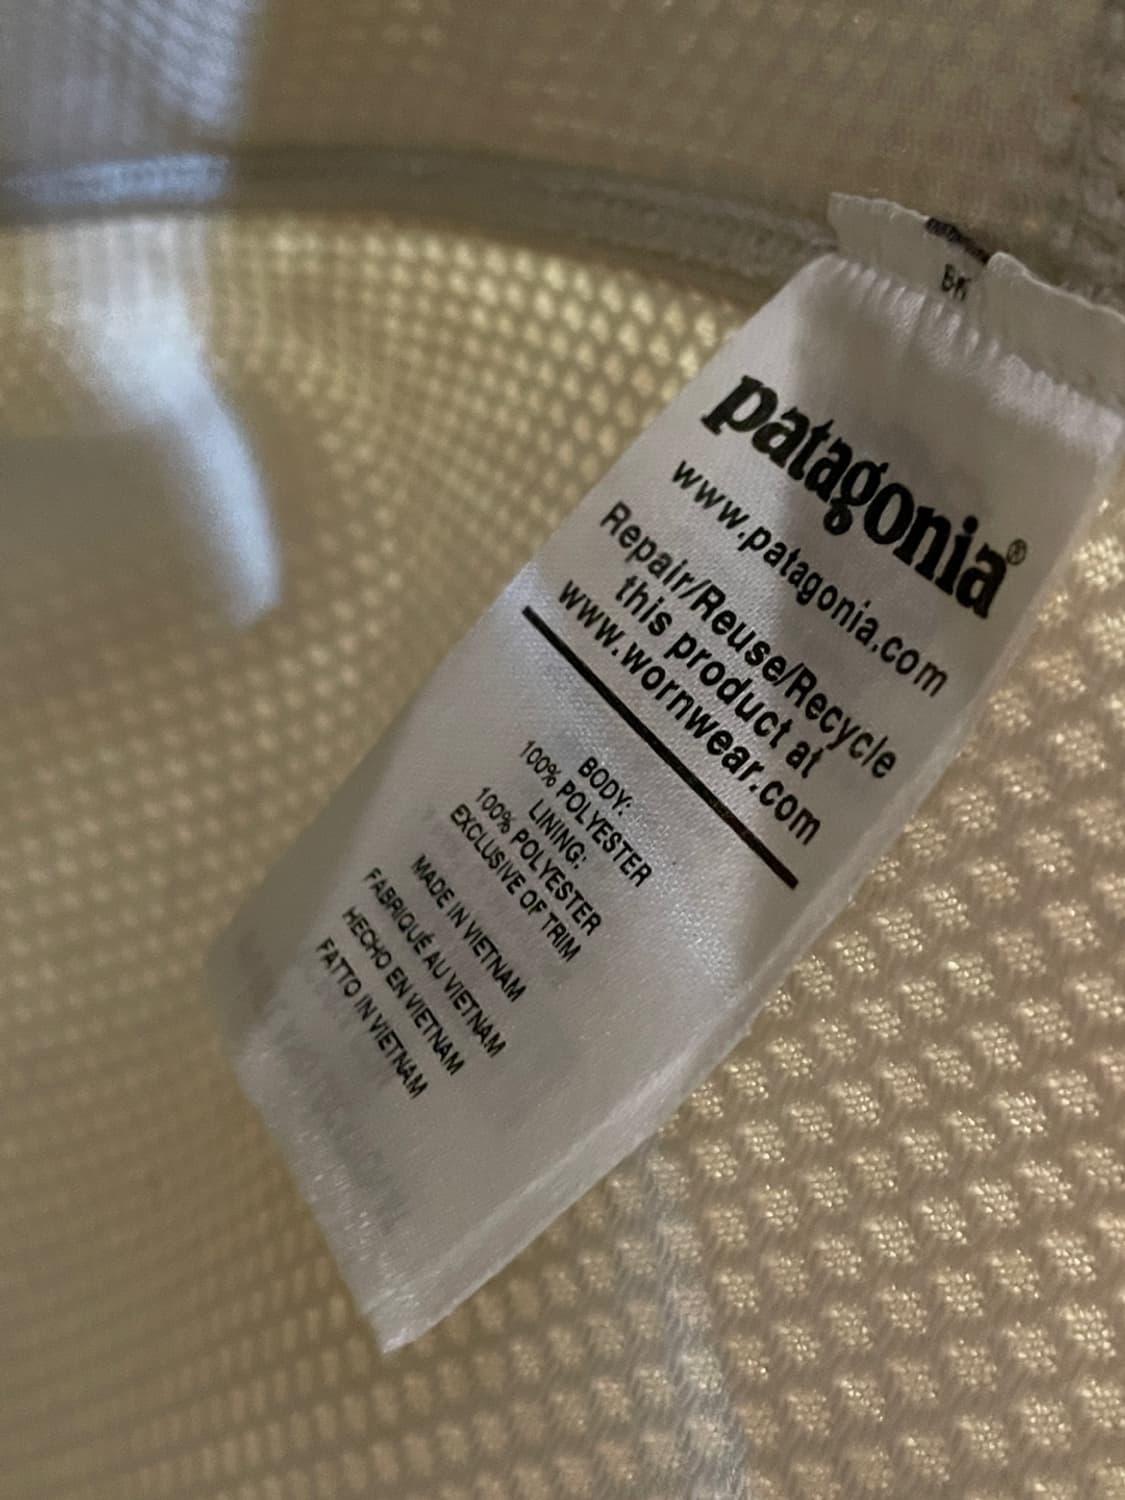 patagonia®
www.patagonia.com
Repair/Reuse/Recycle
this product at
www.wornwear.com
BODY:
100% POLYESTER
LINING:
100% POLYESTER
EXCLUSIVE OF TRIM
MADE IN VIETNAM
FABRIQUÉ AU VIETNAM
HECHO EN VIETNAM
FATTO IN VIETNAM